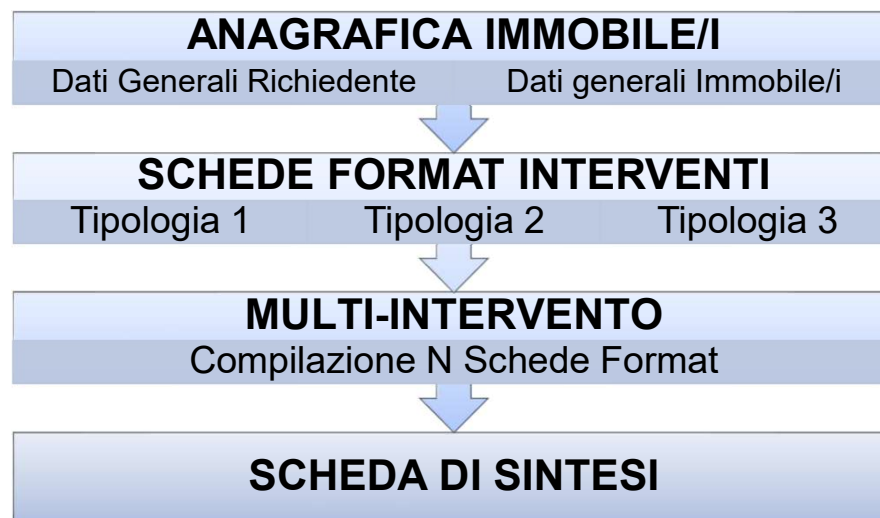 ANAGRAFICA IMMOBILE/I
Dati Generali Richiedente Dati generali Immobile/i
SCHEDE FORMAT INTERVENTI
Tipologia 1 Tipologia 2 Tipologia 3
MULTI-INTERVENTO
Compilazione N Schede Format
SCHEDA DI SINTESI